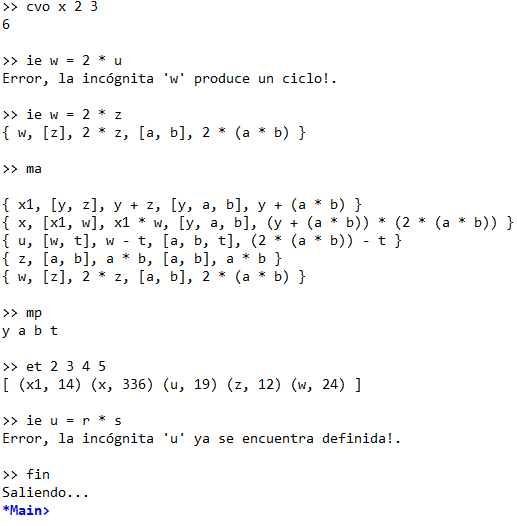 >> cvo x 2 3
6
>> ie w = 2 * u
Error, la incógnita 'w' produce un ciclo!.
>> ie w = 2 * z
{ w, [z], 2 * z, [a, b], 2 * (a * b) }
>> ma
{ x1, [y, z], y + z, [y, a, b], y + (a * b) }
{ x, [x1, w], x1 * w, [y, a, b], (y + (a * b)) * (2 * (a * b)) }
{ u, [w, t], w - t, [a, b, t], (2 * (a * b)) - t }
{ z, [a, b], a * b, [a, b], a * b }
{ w, [z], 2 * z, [a, b], 2 * (a * b) }
>> mp
y a b t
>> et 2 3 4 5
[ (x1, 14) (x, 336) (u, 19) (z, 12) (w, 24) ]
>> ie u = r * s
Error, la incógnita 'u' ya se encuentra definida!.
>> fin
Saliendo...
*Main>